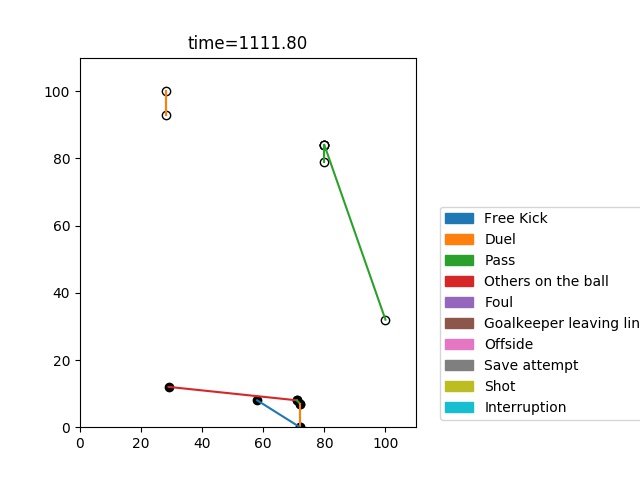 time=1111.80
100
80
60
40
20
0
0 20 40 60 80 100
Free Kick
Duel
Pass
Others on the ball
Foul
Goalkeeper leaving lin
Offside
Save attempt
Shot
Interruption